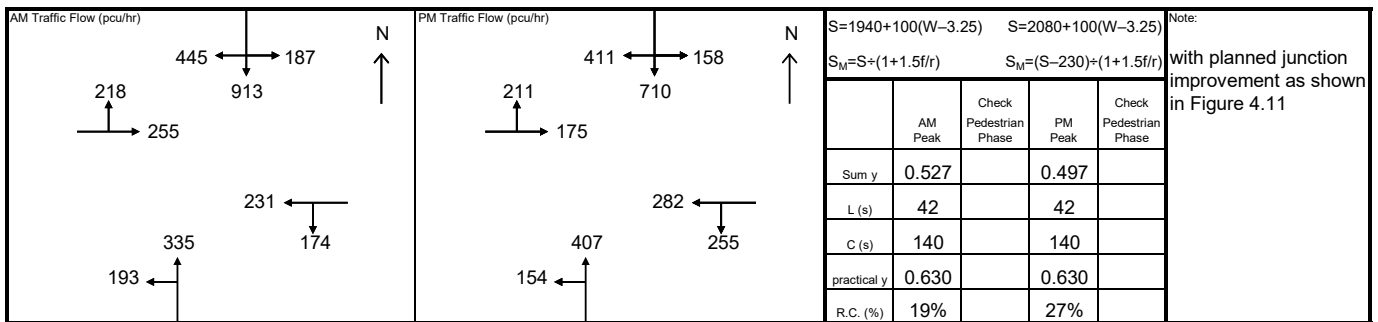 AM Traffic Flow (pcu/hr)
N
445 187
913
218
255
231
174
335
193
PM Traffic Flow (pcu/hr)
N
411 158
710
211
175
282
255
407
154
S=1940+100(W–3.25) S=2080+100(W–3.25)
S_M=S÷(1+1.5f/r) S_M=(S–230)÷(1+1.5f/r)
AM Peak Check Pedestrian Phase PM Peak Check Pedestrian Phase
Sum y 0.527 0.497
L (s) 42 42
C (s) 140 140
practical y 0.630 0.630
R.C. (%) 19% 27%
Note:
with planned junction
improvement as shown
in Figure 4.11